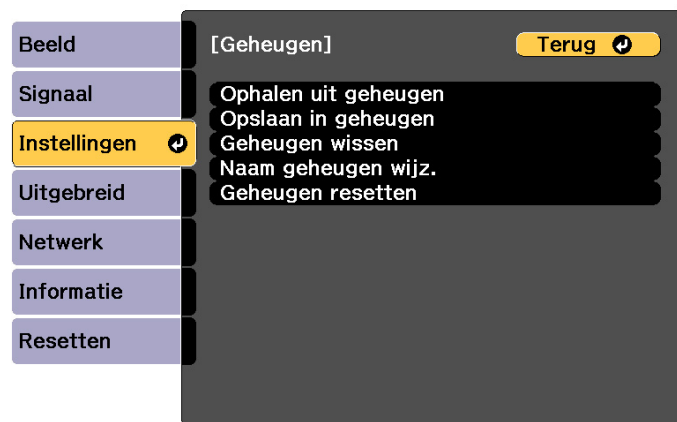 Beeld
Signaal
Instellingen
Uitgebreid
Netwerk
Informatie
Resetten
[Geheugen]
Terug
Ophalen uit geheugen
Opslaan in geheugen
Geheugen wissen
Naam geheugen wijz.
Geheugen resetten